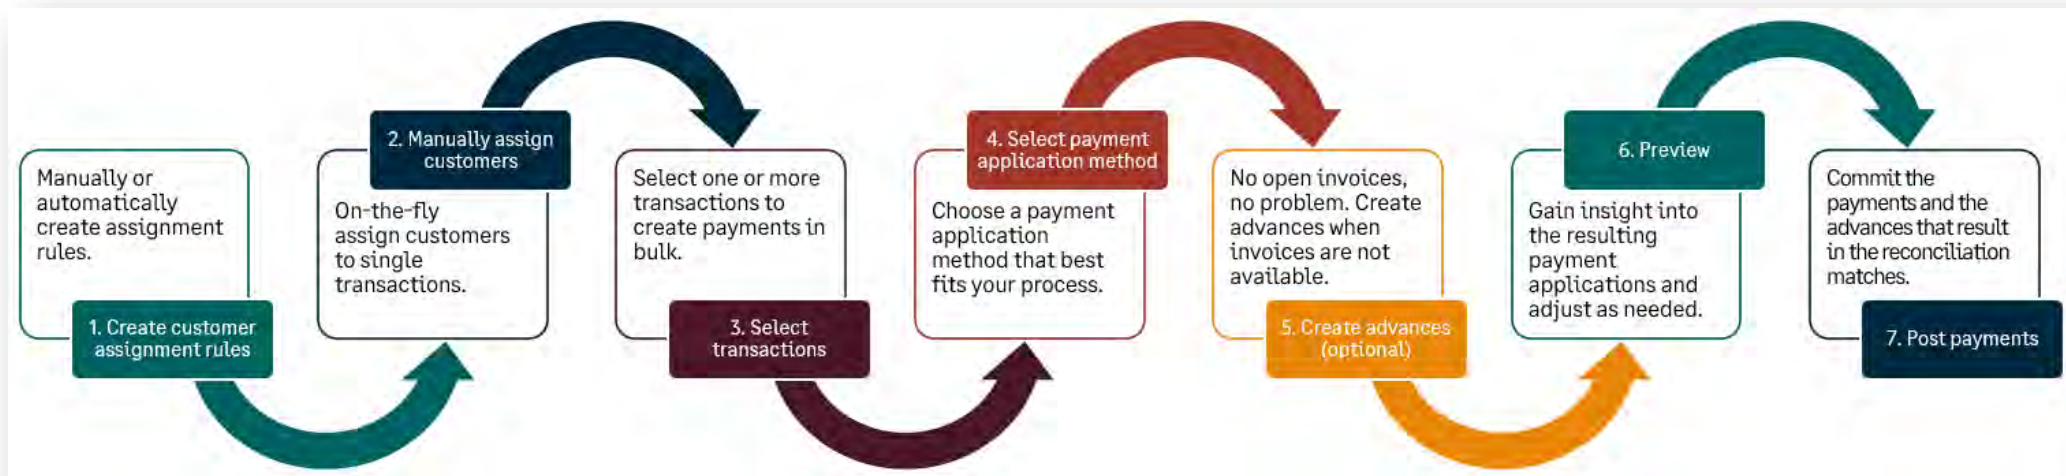 Manually or
automatically
create assignment
rules.
1. Create customer
assignment rules
2. Manually assign
customers
On-the-fly
assign customers
to single
transactions.
Select one or more
transactions to
create payments in
bulk.
3. Select
transactions
4. Select payment
application method
Choose a payment
application
method that best
fits your process.
No open invoices,
no problem. Create
advances when
invoices are not
available.
5. Create advances
(optional)
6. Preview
Gain insight into
the resulting
payment
applications and
adjust as needed.
Commit the
payments and the
advances that result
in the reconciliation
matches.
7. Post payments